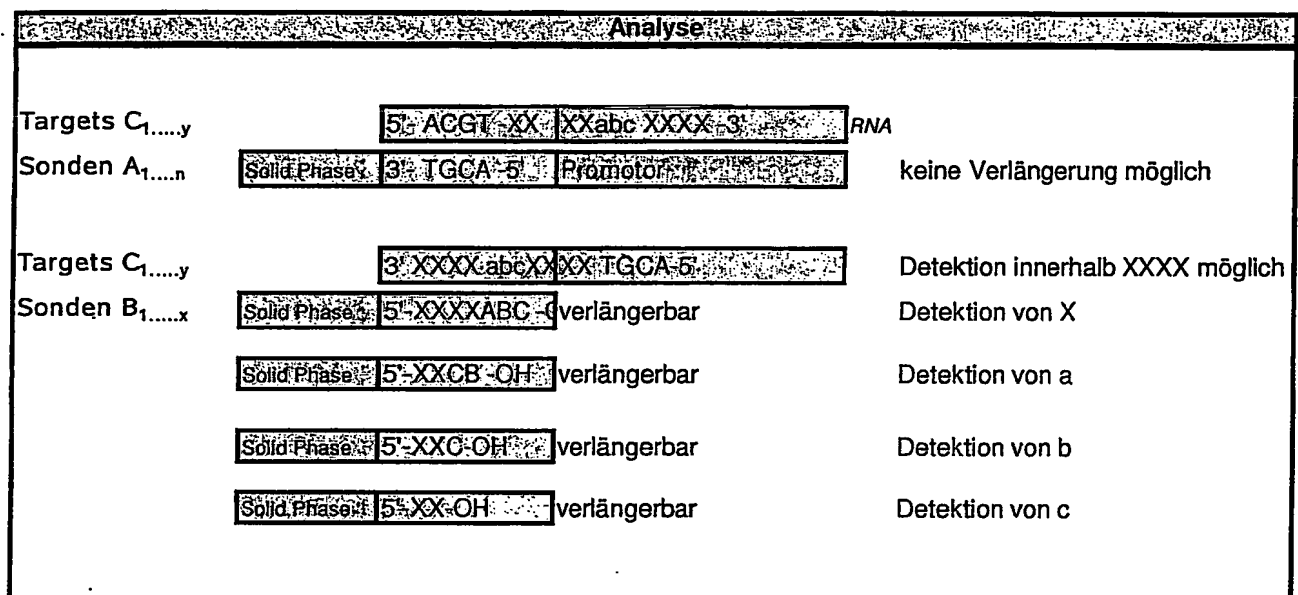 Analyse
Targets C1.....y 5'- ACGT -XX XXabc XXXX -3' RNA
Sonden A1....n Solid Phase 3'- TGCA -5' Promotor keine Verlängerung möglich
Targets C1.....y 3' XXXX abcXX XX TGCA-5' Detektion innerhalb XXXX möglich
Sonden B1.....x Solid Phase 5'-XXXXABC - verlängerbar Detektion von X
Solid Phase 5'-XXCB -OH verlängerbar Detektion von a
Solid Phase 5'-XXC-OH verlängerbar Detektion von b
Solid Phase 5'-XX-OH verlängerbar Detektion von c